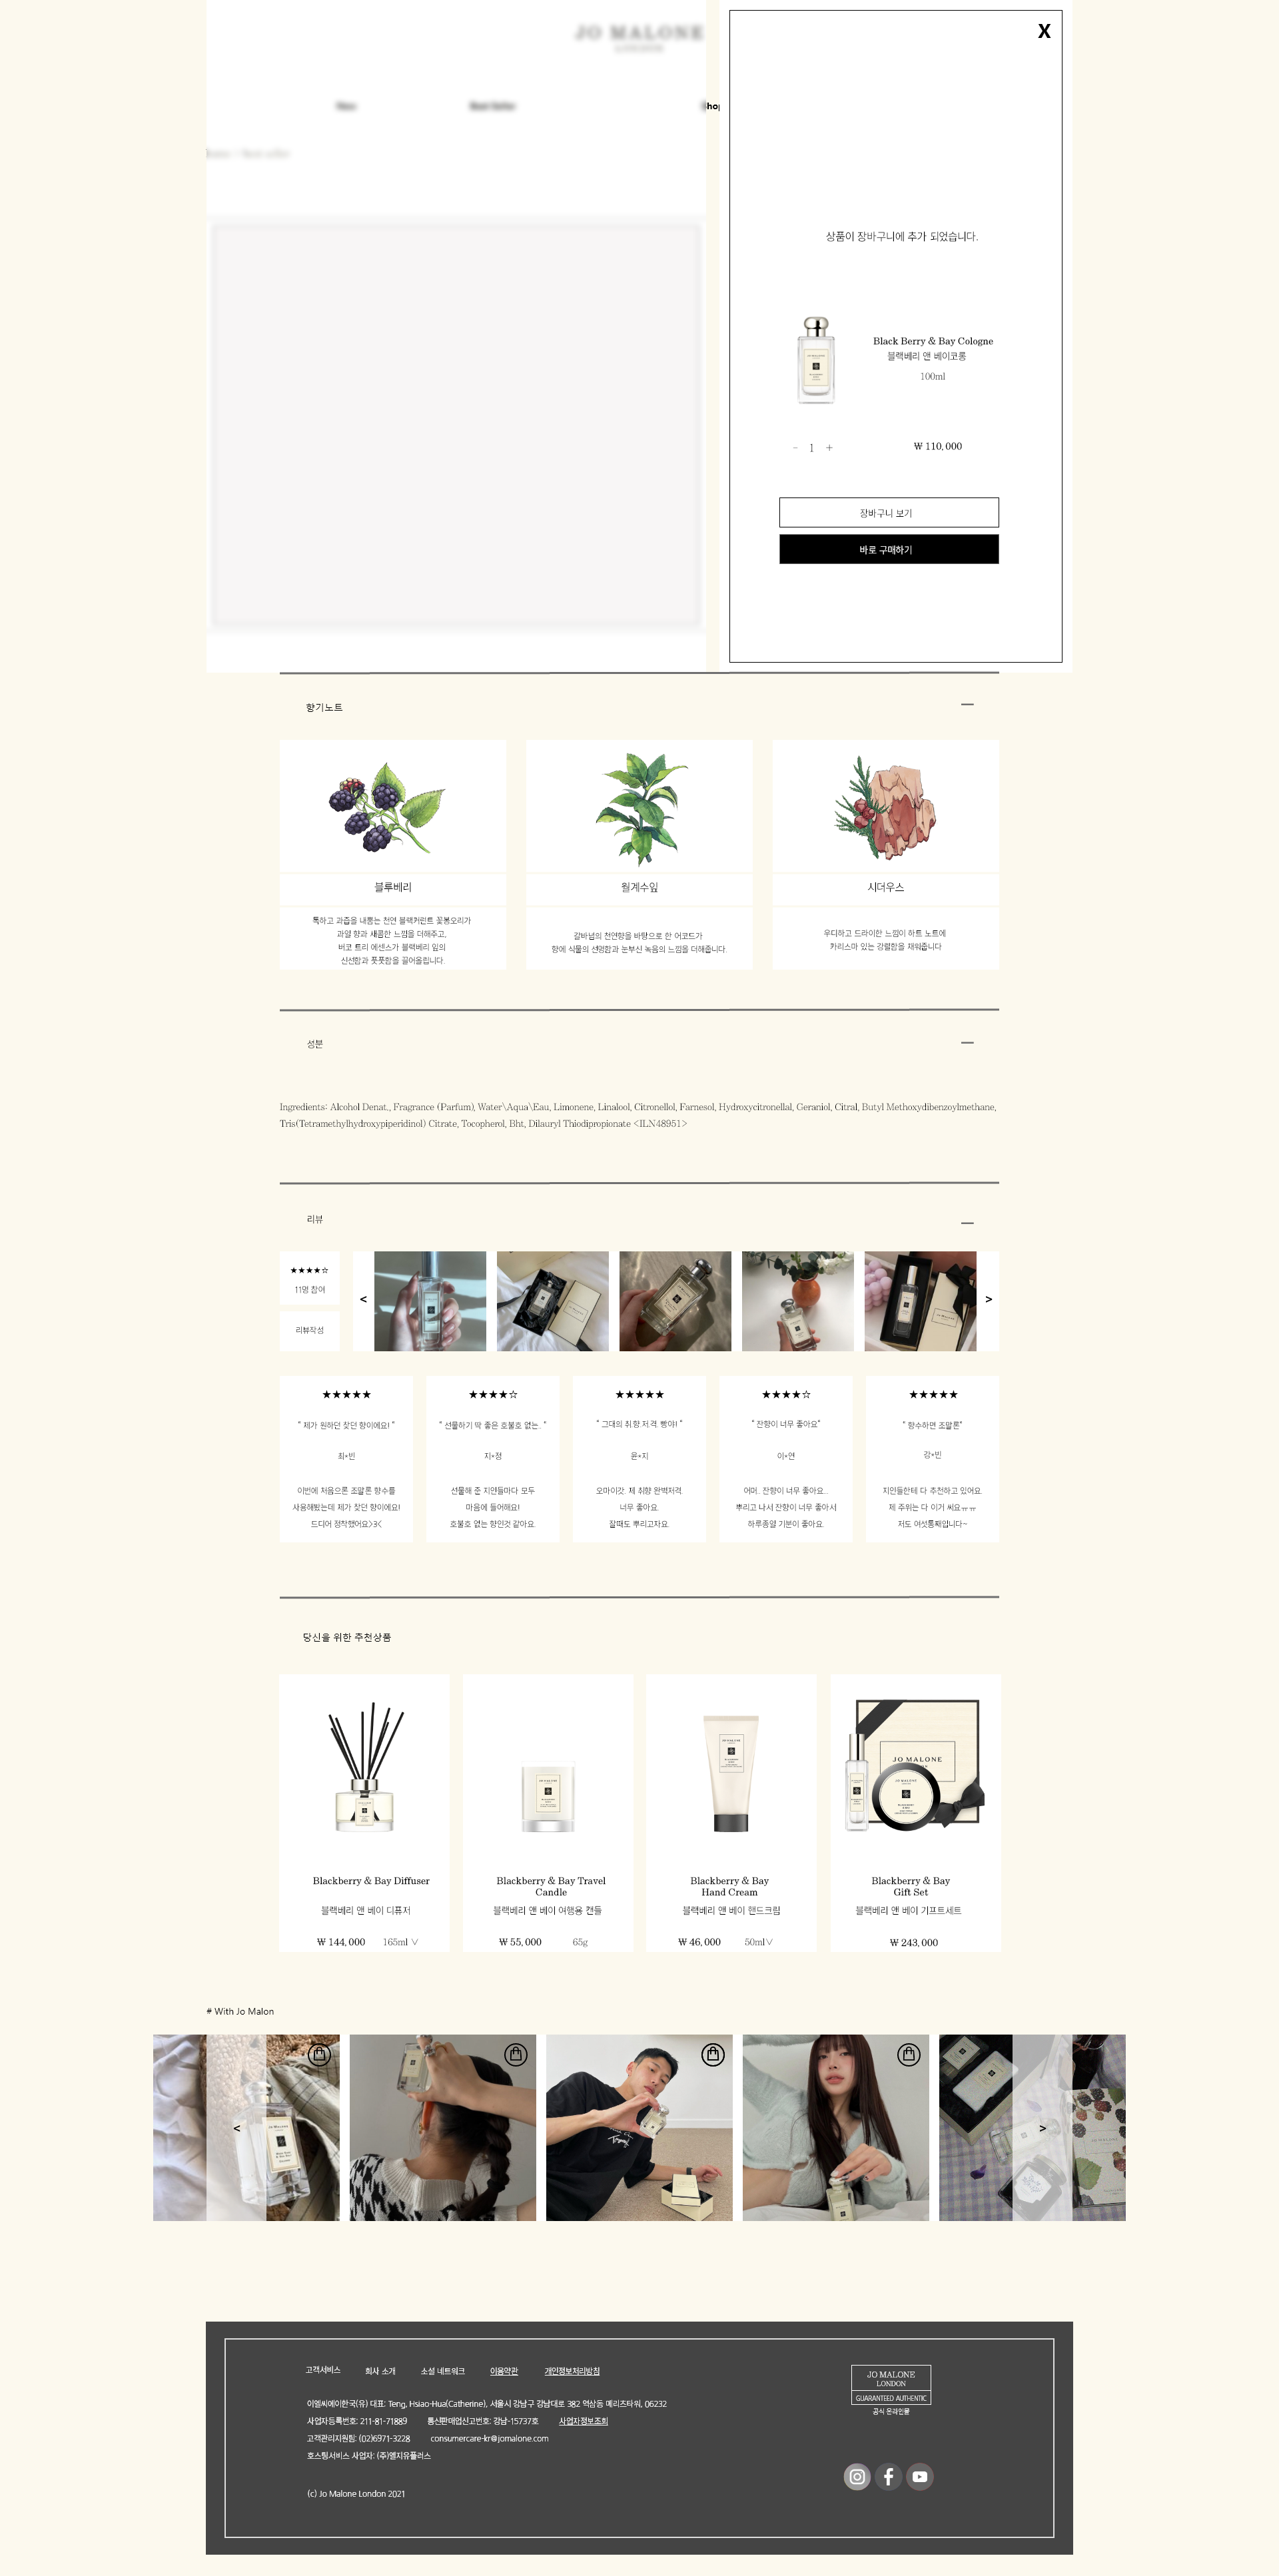 JO MALONE
LONDON
X
New
Best Seller
Shop
상품이 장바구니에 추가 되었습니다.
Black Berry & Bay Cologne
블랙베리 앤 베이코롱
100ml
- 1 +
₩ 110,000
장바구니 보기
바로 구매하기
향기노트
블루베리
월계수잎
시더우스
톡하고 과즙을 내뿜는 천연 블랙커런트 꽃봉오리가
과일 향과 새콤한 느낌을 더해주고,
버코 트리 에센스가 블랙베리 잎의
신선함과 풋풋함을 끌어올립니다.
갈바넘의 천연향을 바탕으로 한 어코드가
향에 식물의 선명함과 눈부신 녹음의 느낌을 더해줍니다.
우디하고 드라이한 느낌이 하트 노트에
카리스마 있는 강렬함을 채워줍니다
성분
Ingredients: Alcohol Denat., Fragrance (Parfum), Water\Aqua\Eau, Limonene, Linalool, Citronellol, Farnesol, Hydroxycitronellal, Geraniol, Citral, Butyl Methoxydibenzoylmethane,
Tris(Tetramethylhydroxypiperidinol) Citrate, Tocopherol, Bht, Dilauryl Thiodipropionate <ILN48951>
리뷰
★★★★☆
11명 참여
리뷰작성
<
>
★★★★★
" 제가 원하던 찾던 향이에요! "
최*빈
이번에 처음으론 조말론 향수를
사용해봤는데 제가 찾던 향이에요!
드디어 정착했어요>3<
★★★★☆
" 선물하기 딱 좋은 호불호 없는.. "
지*정
선물해 준 지인들마다 모두
마음에 들어해요!
호불호 없는 향인것 같아요.
★★★★★
" 그대의 취.향.저.격. 빵야! "
윤*지
오마이갓. 제 취향 완벽저격.
너무 좋아요.
잘때도 뿌리고자요.
★★★★☆
" 잔향이 너무 좋아요"
이*연
어머.. 잔향이 너무 좋아요...
뿌리고 나서 잔향이 너무 좋아서
하루종일 기분이 좋아요.
★★★★★
" 향수하면 조말론"
강*빈
지인들한테 다 추천하고 있어요.
제 주위는 다 이거 써요ㅠㅠ
저도 여섯통째입니다~
당신을 위한 추천상품
JO MALONE
Blackberry & Bay Diffuser
블랙베리 앤 베이 디퓨저
₩ 144,000 165ml ∨
Blackberry & Bay Travel
Candle
블랙베리 앤 베이 여행용 캔들
₩ 55,000 65g
Blackberry & Bay
Hand Cream
블랙베리 앤 베이 핸드크림
₩ 46,000 50ml∨
Blackberry & Bay
Gift Set
블랙베리 앤 베이 기프트세트
₩ 243,000
# With Jo Malon
<
>
고객서비스 회사 소개 소셜 네트워크 이용약관 개인정보처리방침
이엘씨에이한국(유) 대표: Teng, Hsiao-Hua(Catherine), 서울시 강남구 강남대로 382 역삼동 메리츠타워, 06232
사업자등록번호: 211-81-71889 통신판매업신고번호: 강남-15737호 사업자정보조회
고객관리지원팀: (02)6971-3228 consumercare-kr@jomalone.com
호스팅서비스 사업자: (주)엘지유플러스
(c) Jo Malone London 2021
JO MALONE
LONDON
GUARANTEED AUTHENTIC
공식 온라인몰